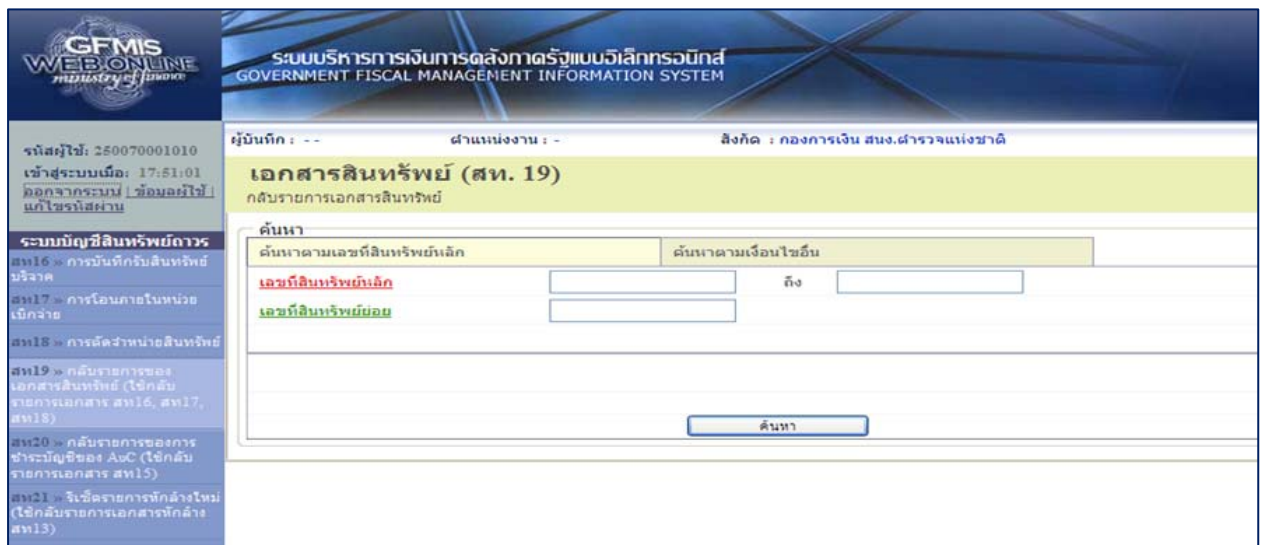 GFMIS
WEB ONLINE
ministry of finance
ระบบบริหารการเงินการคลังภาครัฐแบบอิเล็กทรอนิกส์
GOVERNMENT FISCAL MANAGEMENT INFORMATION SYSTEM
รหัสผู้ใช้: 250070001010
เข้าสู่ระบบเมื่อ: 17:51:01
ออกจากระบบ | ข้อมูลผู้ใช้ |
แก้ไขรหัสผ่าน
ผู้บันทึก : - - ตำแหน่งงาน : - สังกัด : กองการเงิน สนง.ตำรวจแห่งชาติ
เอกสารสินทรัพย์ (สท. 19)
กลับรายการเอกสารสินทรัพย์
ระบบบัญชีสินทรัพย์ถาวร
สท16 » การบันทึกรับสินทรัพย์
บริจาค
สท17 » การโอนภายในหน่วย
เบิกจ่าย
สท18 » การตัดจำหน่ายสินทรัพย์
สท19 » กลับรายการของ
เอกสารสินทรัพย์ (ใช้กลับ
รายการเอกสาร สท16, สท17,
สท18)
สท20 » กลับรายการของการ
ชำระบัญชีของ AuC (ใช้กลับ
รายการเอกสาร สท15)
สท21 » รีเซ็ตรายการหักล้างใหม่
(ใช้กลับรายการเอกสารหักล้าง
สท13)
ค้นหา
ค้นหาตามเลขที่สินทรัพย์หลัก ค้นหาตามเงื่อนไขอื่น
เลขที่สินทรัพย์หลัก ถึง
เลขที่สินทรัพย์ย่อย
ค้นหา